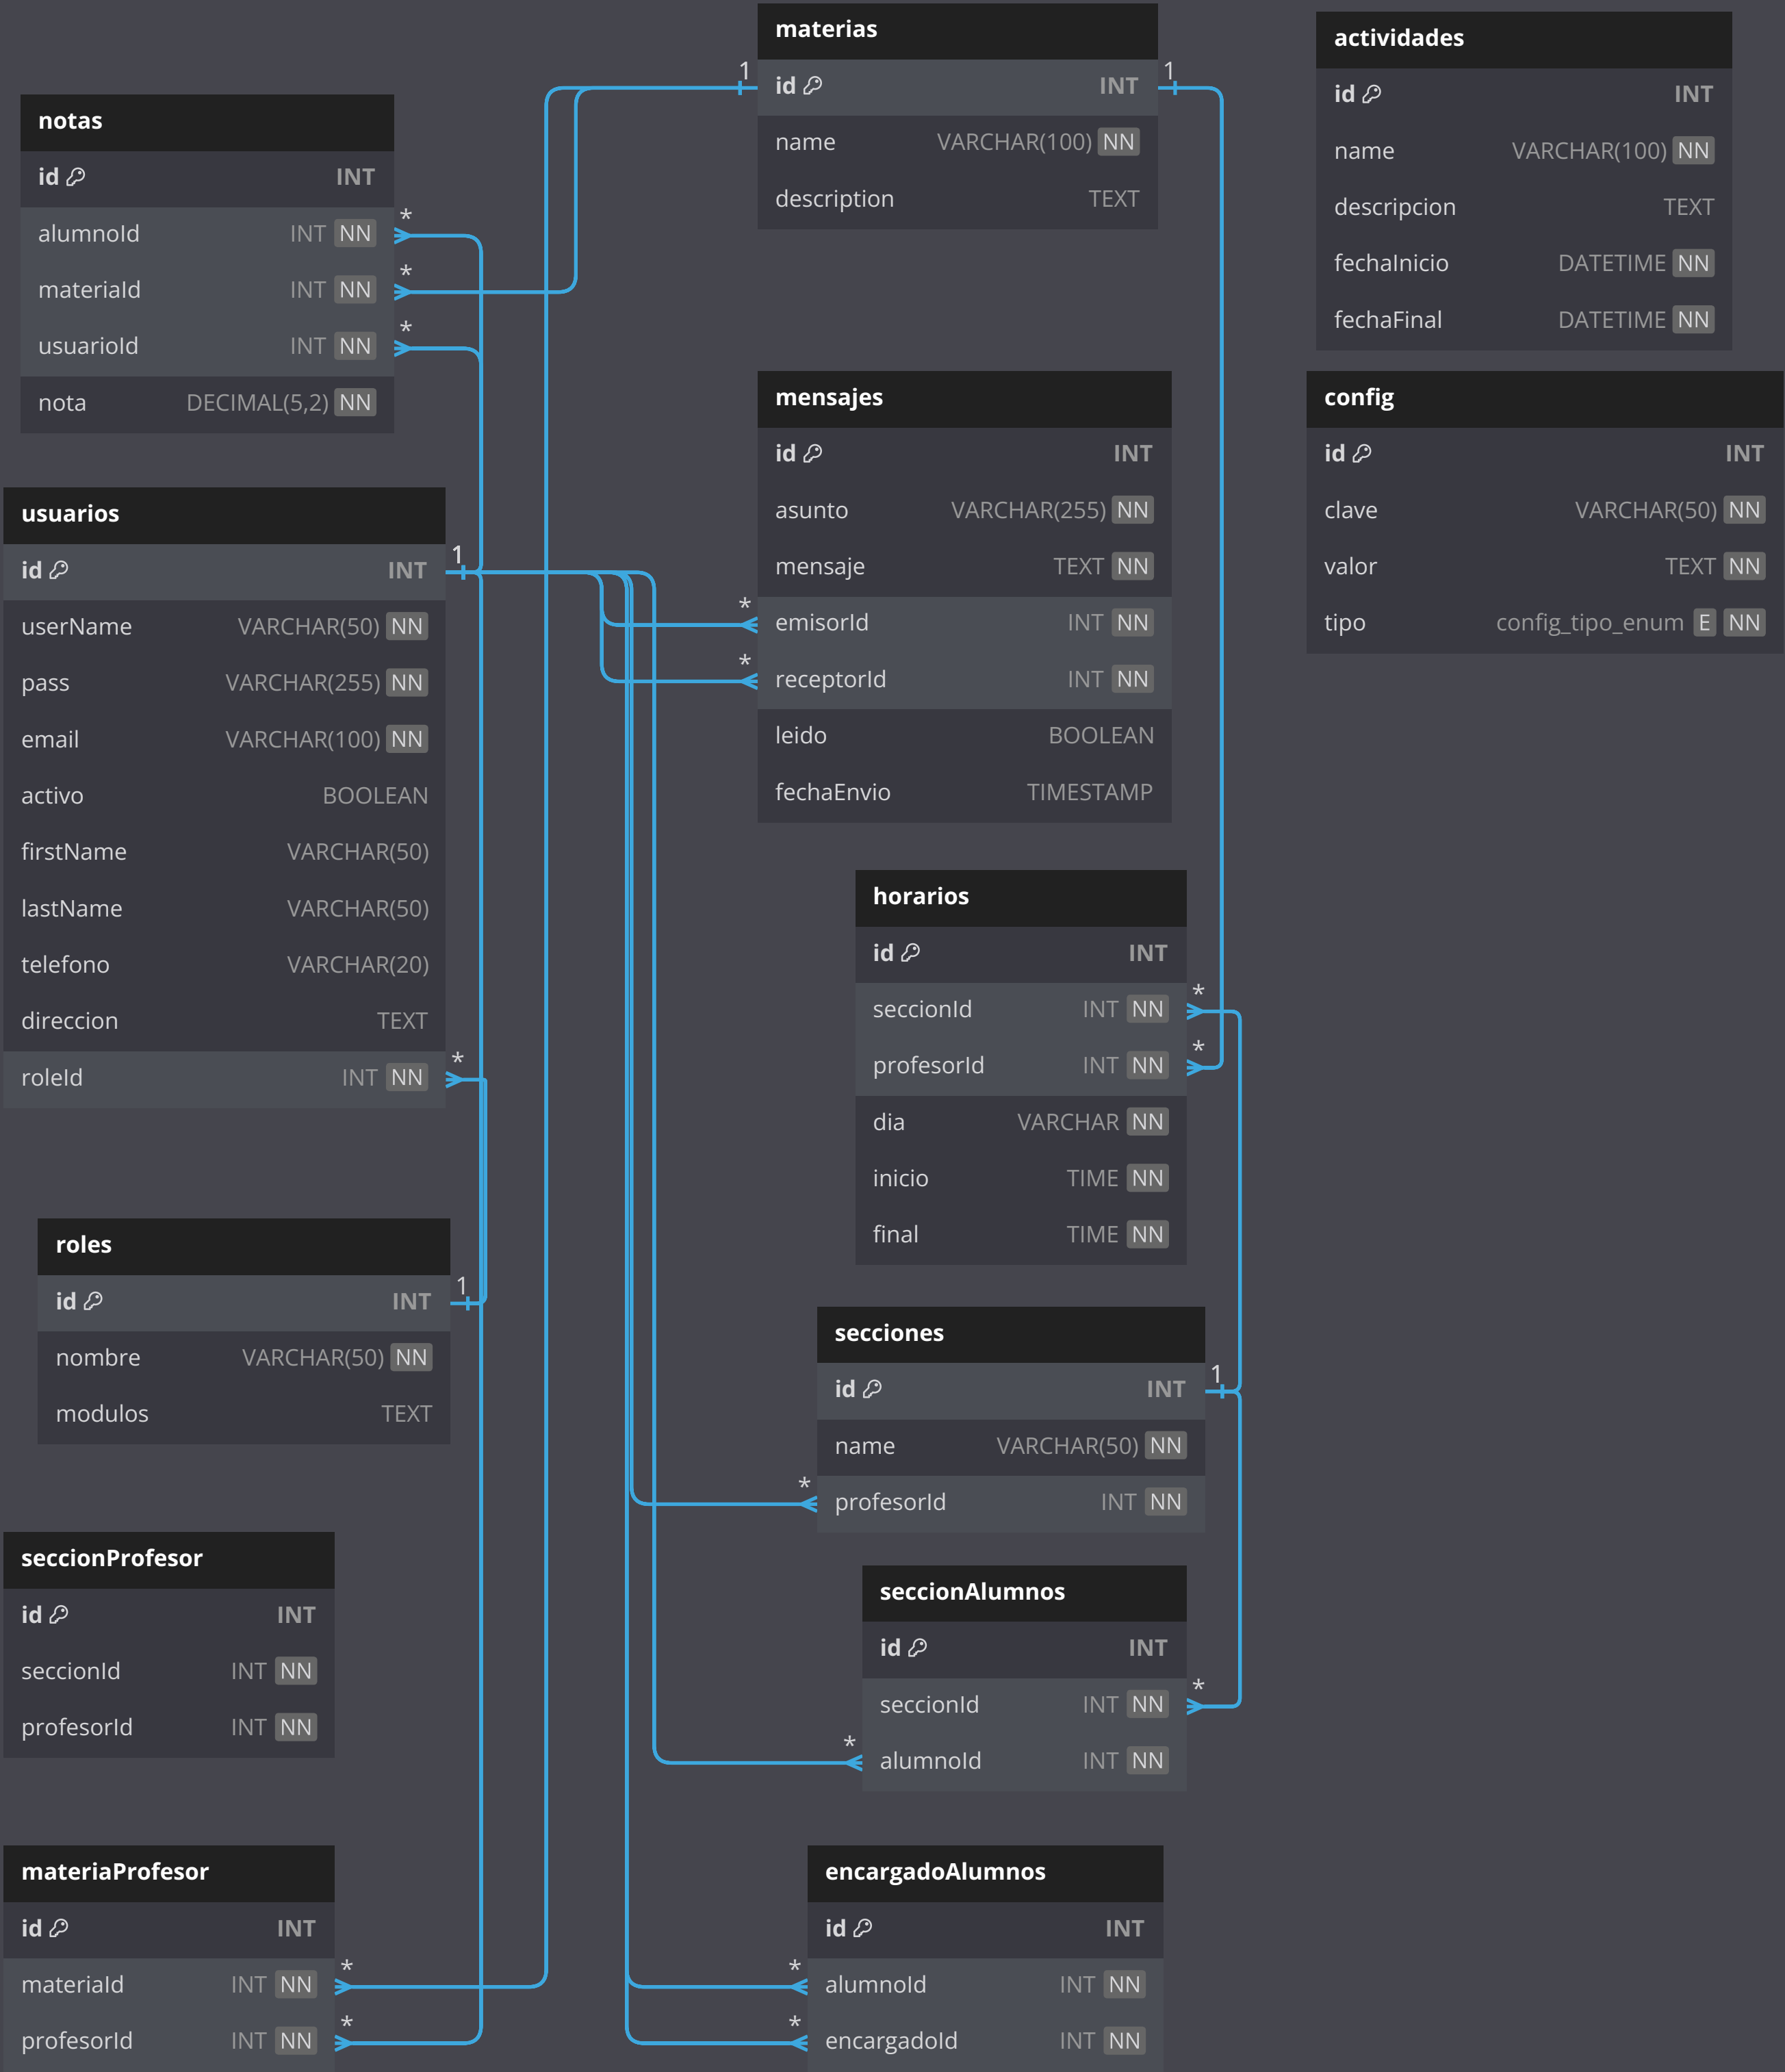 notas
id INT
alumnoId INT NN *
materiaId INT NN *
usuarioId INT NN *
nota DECIMAL(5,2) NN
usuarios
id INT 1
userName VARCHAR(50) NN
pass VARCHAR(255) NN
email VARCHAR(100) NN
activo BOOLEAN
firstName VARCHAR(50)
lastName VARCHAR(50)
telefono VARCHAR(20)
direccion TEXT
roleId INT NN *
roles
id INT 1
nombre VARCHAR(50) NN
modulos TEXT
seccionProfesor
id INT
seccionId INT NN
profesorId INT NN
materiaProfesor
id INT
materiaId INT NN *
profesorId INT NN *
materias
1 id INT 1
name VARCHAR(100) NN
description TEXT
mensajes
id INT
asunto VARCHAR(255) NN
mensaje TEXT NN
* emisorId INT NN
* receptorId INT NN
leido BOOLEAN
fechaEnvio TIMESTAMP
horarios
id INT
seccionId INT NN *
profesorId INT NN *
dia VARCHAR NN
inicio TIME NN
final TIME NN
secciones
id INT 1
name VARCHAR(50) NN
* profesorId INT NN
seccionAlumnos
id INT
seccionId INT NN *
* alumnoId INT NN
encargadoAlumnos
id INT
* alumnoId INT NN
* encargadoId INT NN
actividades
id INT
name VARCHAR(100) NN
descripcion TEXT
fechaInicio DATETIME NN
fechaFinal DATETIME NN
config
id INT
clave VARCHAR(50) NN
valor TEXT NN
tipo config_tipo_enum E NN